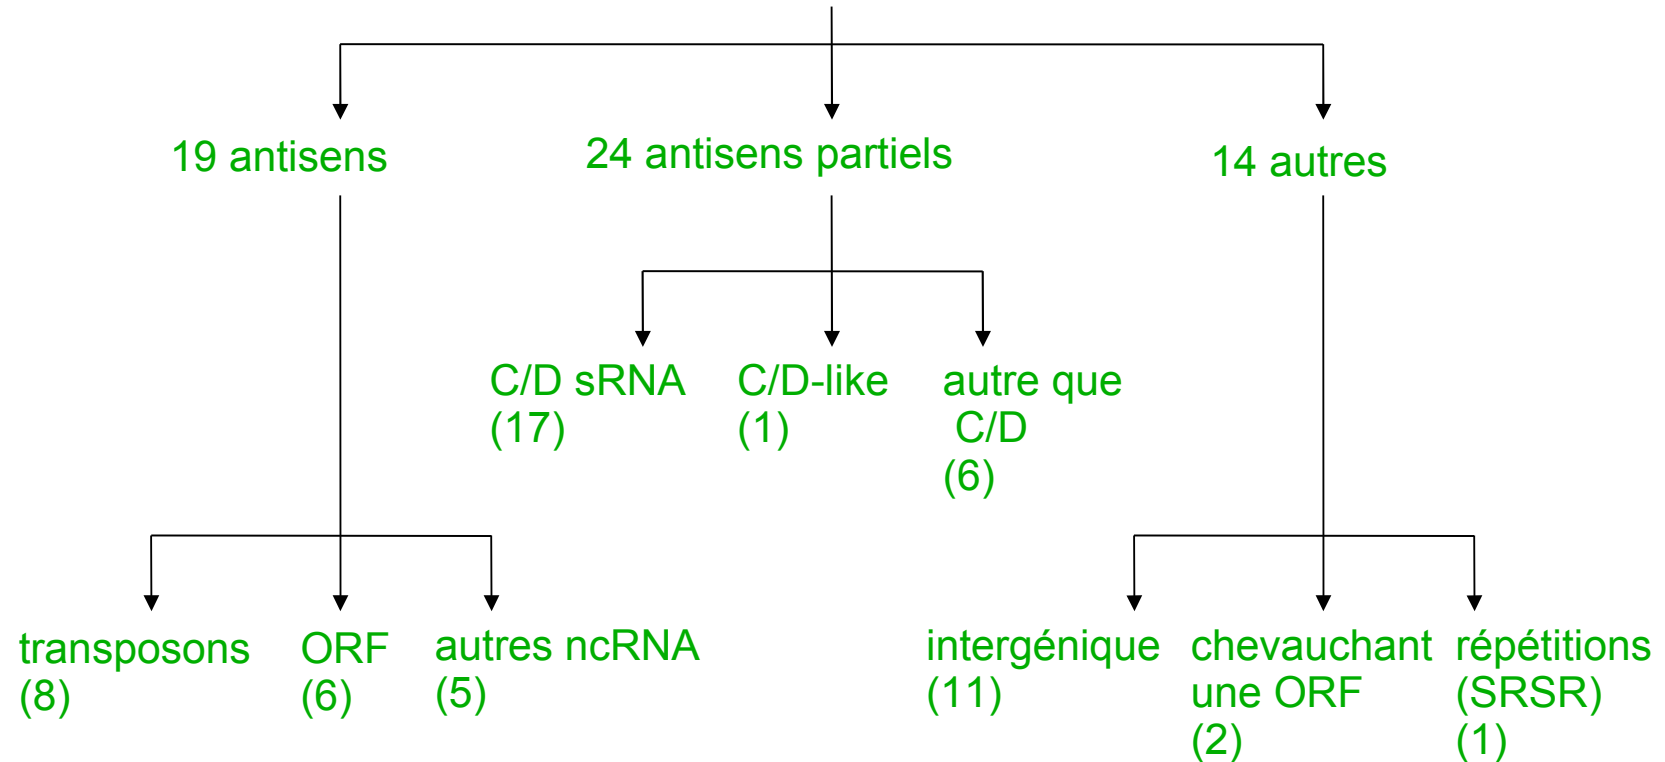 19 antisens
24 antisens partiels
14 autres
C/D sRNA
(17)
C/D-like
(1)
autre que
C/D
(6)
transposons
(8)
ORF
(6)
autres ncRNA
(5)
intergénique
(11)
chevauchant
une ORF
(2)
répétitions
(SRSR)
(1)